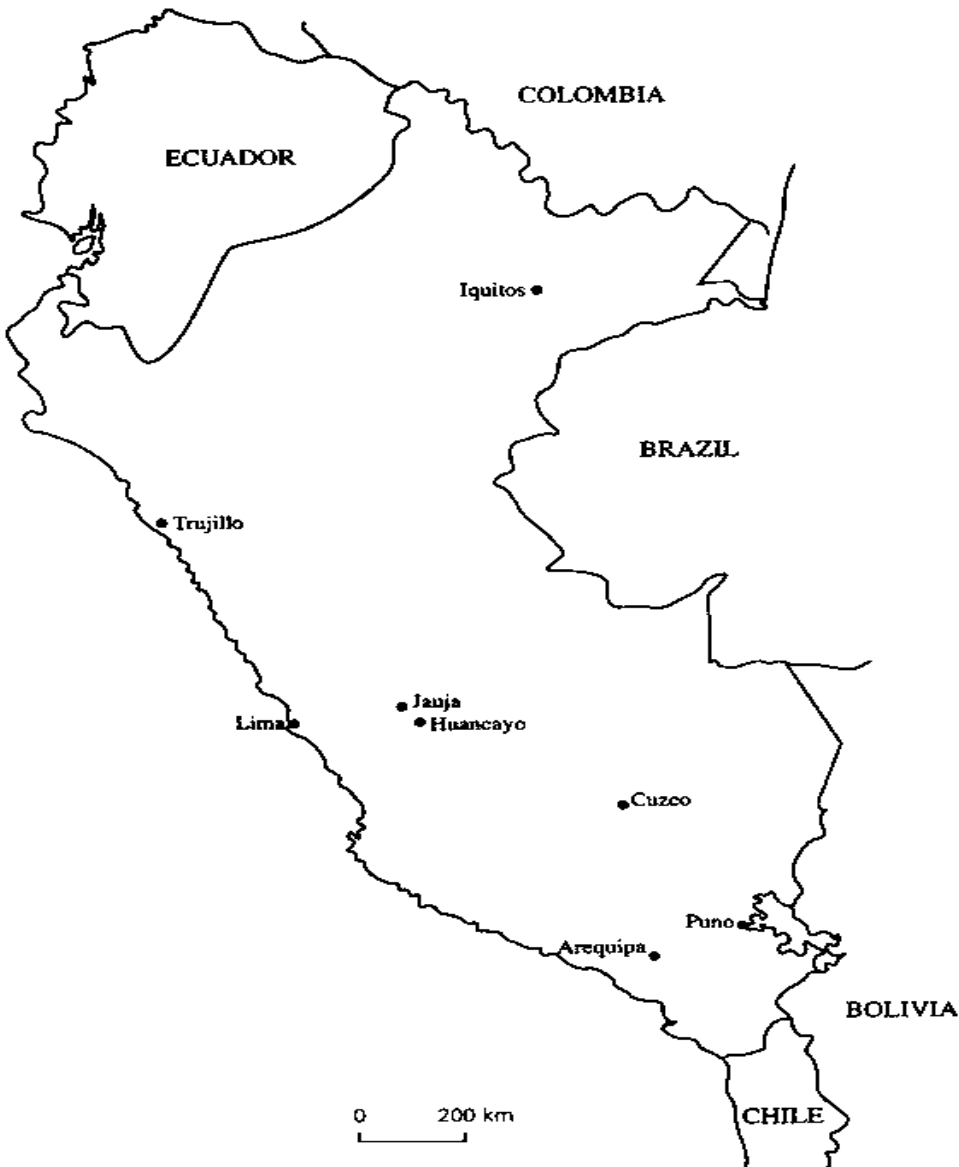 COLOMBIA
ECUADOR
Iquitos
BRAZIL
Trujillo
Jauja
Lima
Huancayo
Cuzco
Puno
Arequipa
BOLIVIA
0 200 km
CHILE